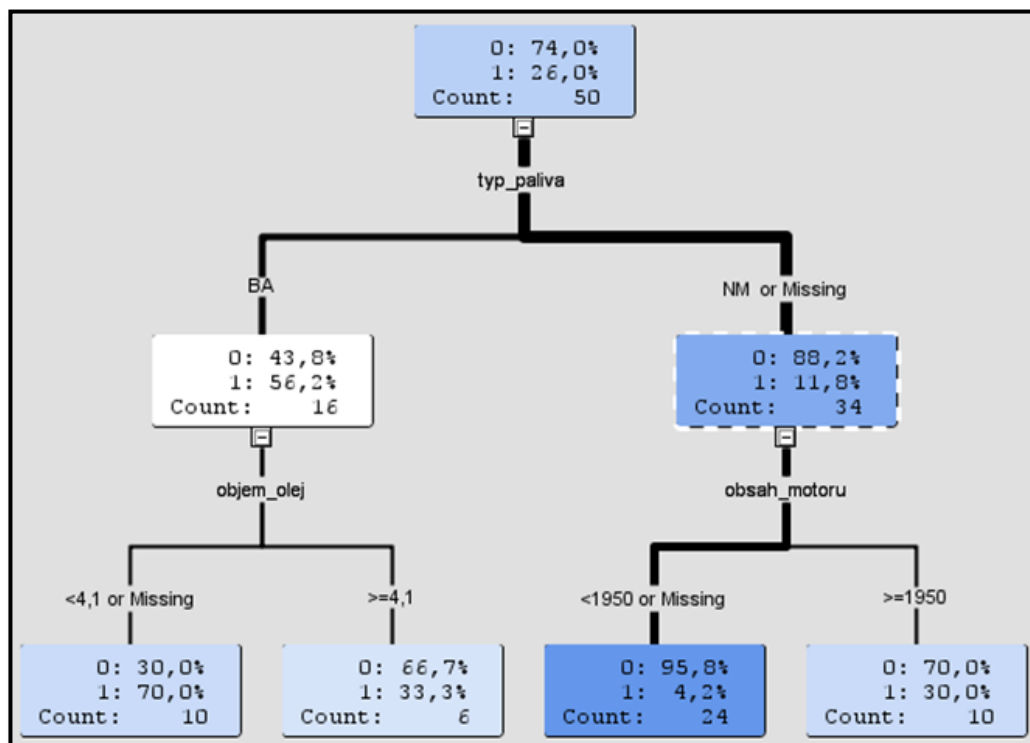 0: 74,0%
1: 26,0%
Count: 50
typ_paliva
BA
NM or Missing
0: 43,8%
1: 56,2%
Count: 16
0: 88,2%
1: 11,8%
Count: 34
objem_olej
obsah_motoru
<4,1 or Missing
>=4,1
<1950 or Missing
>=1950
0: 30,0%
1: 70,0%
Count: 10
0: 66,7%
1: 33,3%
Count: 6
0: 95,8%
1: 4,2%
Count: 24
0: 70,0%
1: 30,0%
Count: 10